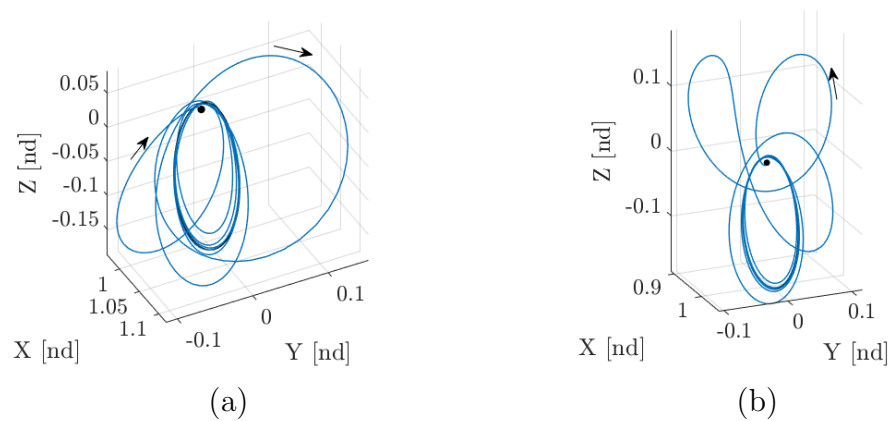 0.05
0
-0.05
-0.1
-0.15
Z [nd]
1
1.05
1.1
X [nd]
-0.1
0
0.1
Y [nd]
(a)
0.1
0
-0.1
Z [nd]
0.9
1
X [nd]
-0.1
0
0.1
Y [nd]
(b)